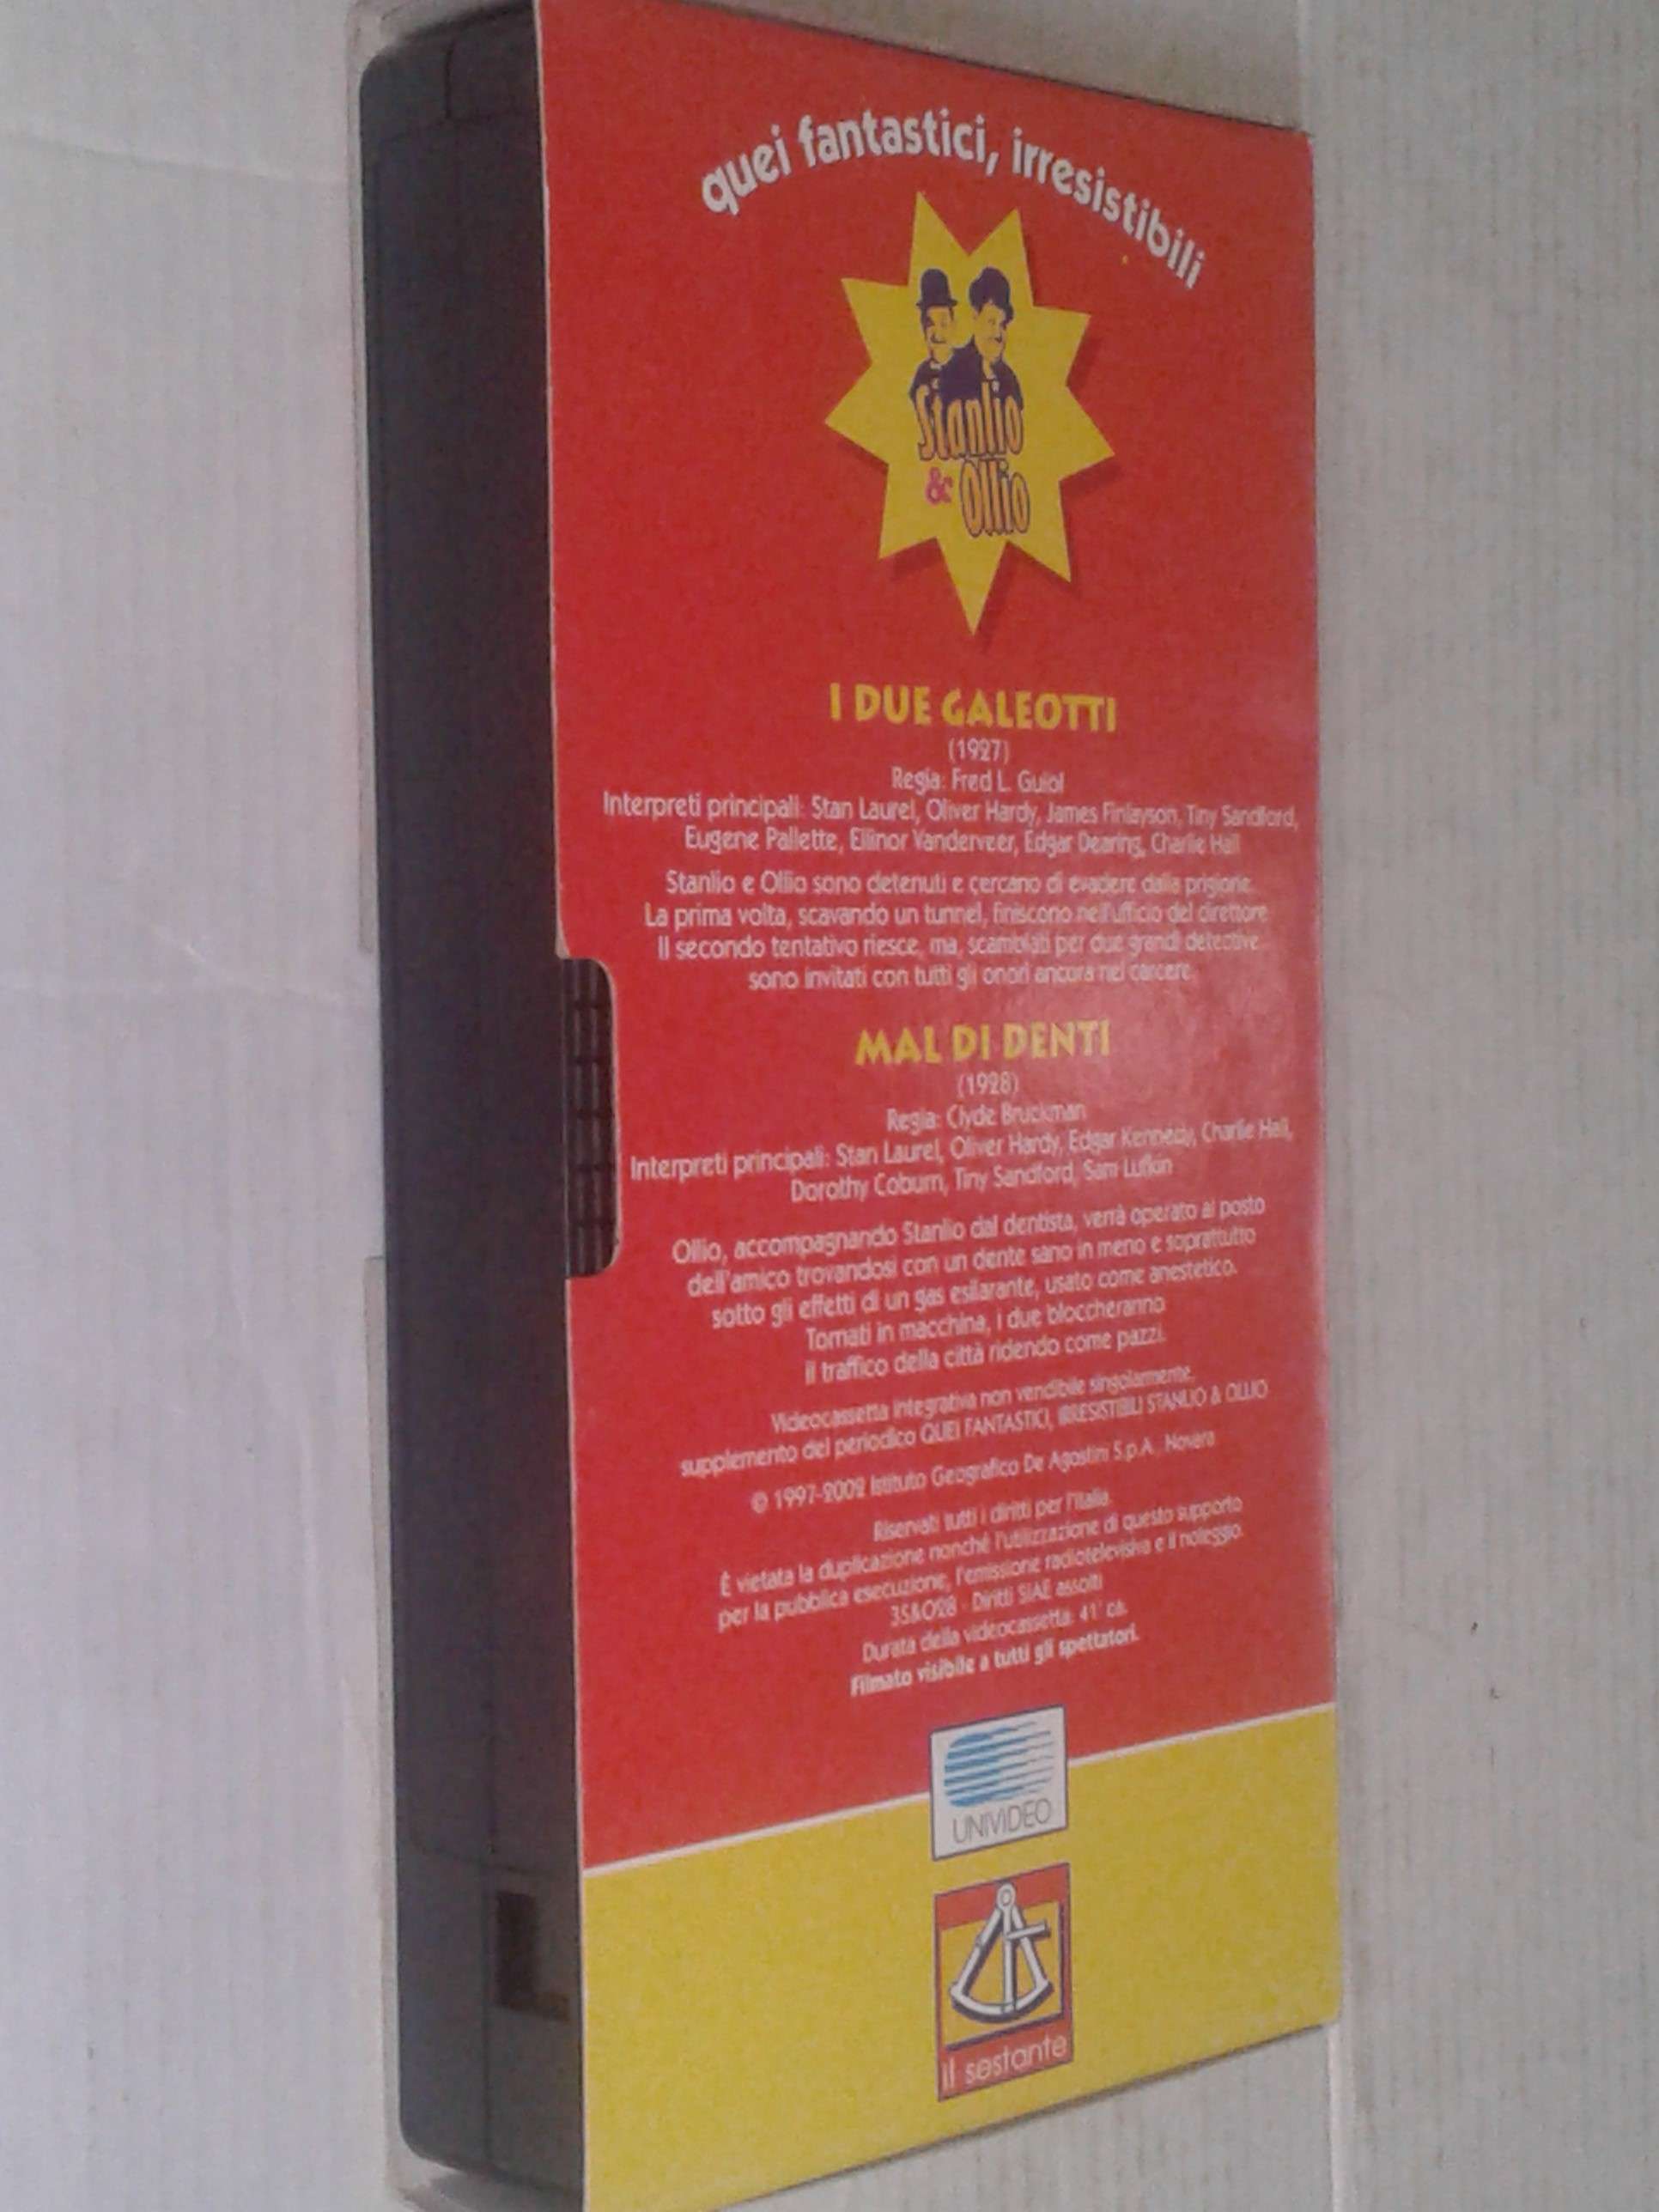 quei fantastici, irresistibili
Stanlio
& Ollio
I DUE GALEOTTI
(1927)
Regia: Fred L. Guiol
Interpreti principali: Stan Laurel, Oliver Hardy, James Finlayson, Tiny Sandford,
Eugene Pallette, Ellinor Vanderveer, Edgar Dearing, Charlie Hall
Stanlio e Ollio sono detenuti e cercano di evadere dalla prigione.
La prima volta, scavando un tunnel, finiscono nell'ufficio del direttore.
Il secondo tentativo riesce, ma, scambiati per due grandi detective,
sono invitati con tutti gli onori ancora nel carcere.
MAL DI DENTI
(1928)
Regia: Clyde Bruckman
Interpreti principali: Stan Laurel, Oliver Hardy, Edgar Kennedy, Charlie Hall,
Dorothy Coburn, Tiny Sandford, Sam Lufkin
Ollio, accompagnando Stanlio dal dentista, verrà operato al posto
dell'amico trovandosi con un dente sano in meno e soprattutto
sotto gli effetti di un gas esilarante, usato come anestetico.
Tornati in macchina, i due bloccheranno
il traffico della città ridendo come pazzi.
Videocassetta integrativa non vendibile singolarmente,
supplemento del periodico QUEI FANTASTICI, IRRESISTIBILI STANLIO & OLLIO
© 1997-2002 Istituto Geografico De Agostini S.p.A. Novara
Riservati tutti i diritti per l'Italia.
È vietata la duplicazione nonché l'utilizzazione di questo supporto
per la pubblica esecuzione, l'emissione radiotelevisiva e il noleggio.
3S&O28 - Diritti SIAE assolti
Durata della videocassetta: 41' ca.
Filmato visibile a tutti gli spettatori.
UNIVIDEO
il sestante